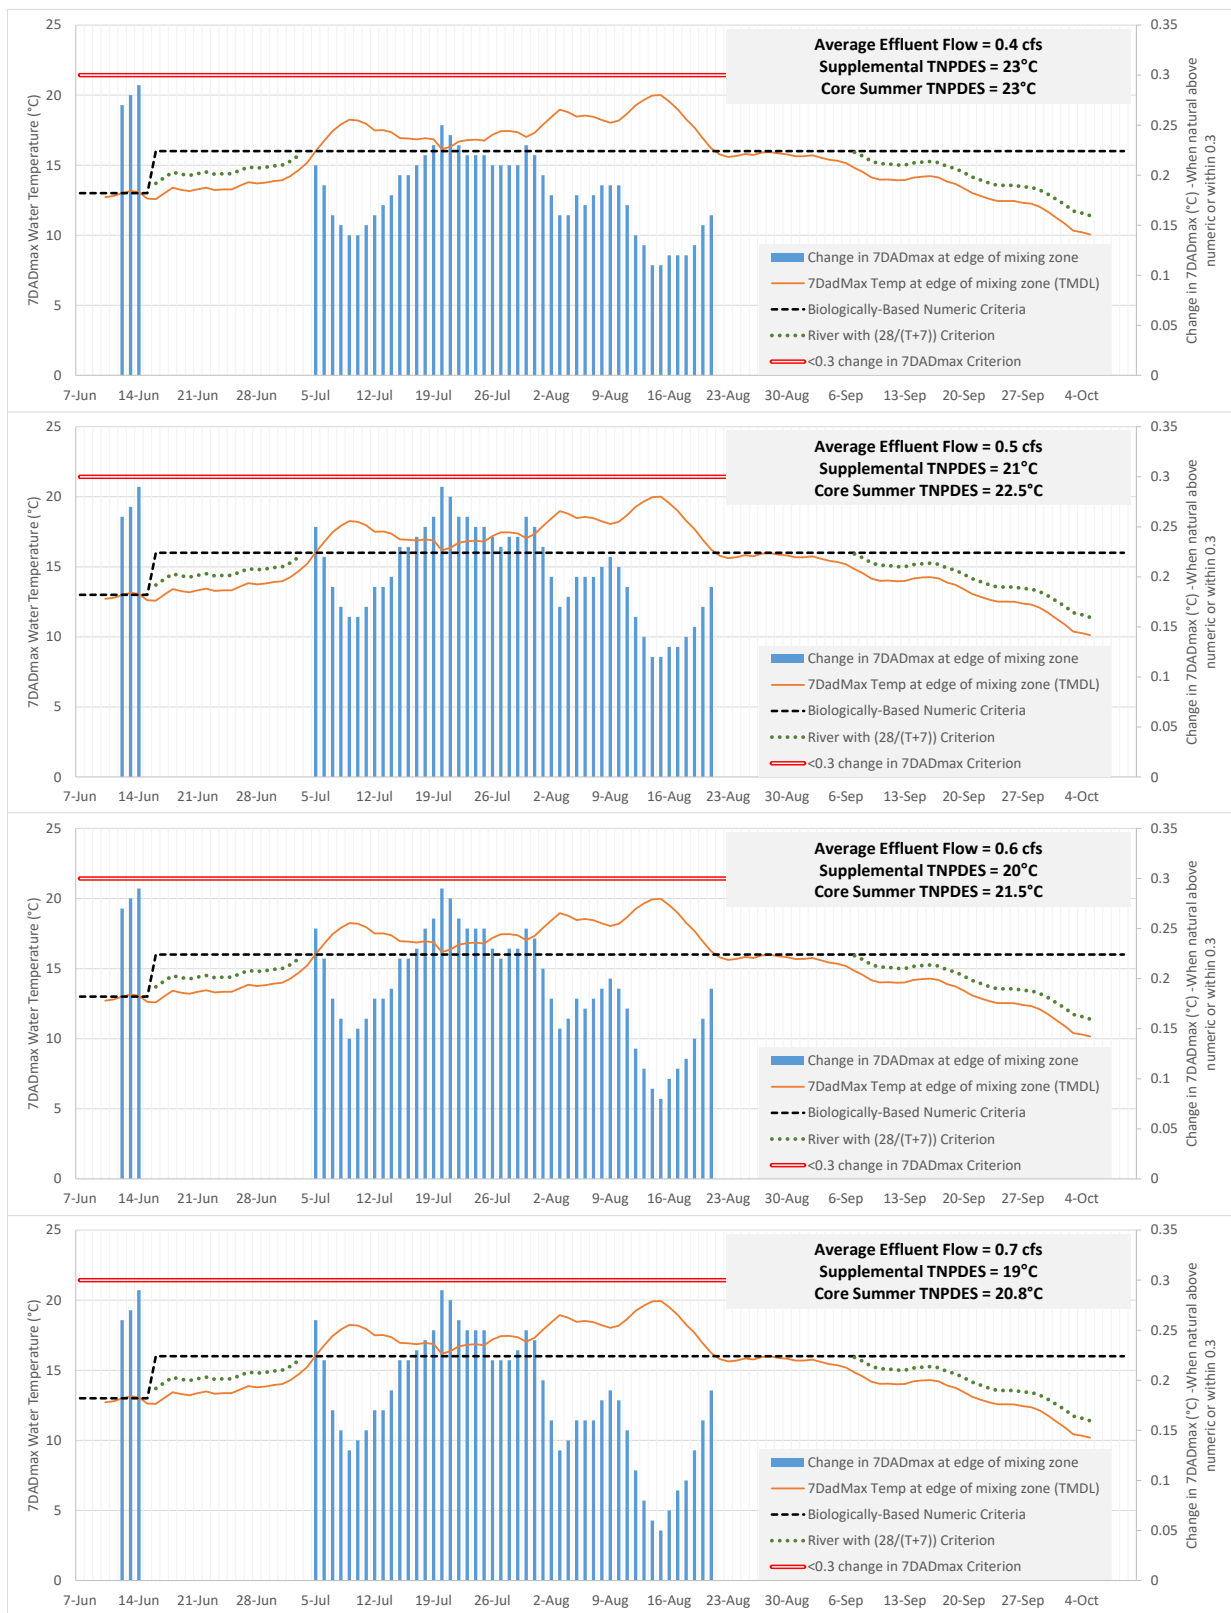 Average Effluent Flow = 0.4 cfs
Supplemental TNPDES = 23°C
Core Summer TNPDES = 23°C
7DADmax Water Temperature (°C)
25
20
15
10
5
0
Change in 7DADmax at edge of mixing zone
7DadMax Temp at edge of mixing zone (TMDL)
Biologically-Based Numeric Criteria
River with (28/(T+7)) Criterion
<0.3 change in 7DADmax Criterion
0.35
0.3
0.25
0.2
0.15
0.1
0.05
0
Change in 7DADmax (°C) -When natural above
numeric or within 0.3
7-Jun 14-Jun 21-Jun 28-Jun 5-Jul 12-Jul 19-Jul 26-Jul 2-Aug 9-Aug 16-Aug 23-Aug 30-Aug 6-Sep 13-Sep 20-Sep 27-Sep 4-Oct
Average Effluent Flow = 0.5 cfs
Supplemental TNPDES = 21°C
Core Summer TNPDES = 22.5°C
7DADmax Water Temperature (°C)
25
20
15
10
5
0
Change in 7DADmax at edge of mixing zone
7DadMax Temp at edge of mixing zone (TMDL)
Biologically-Based Numeric Criteria
River with (28/(T+7)) Criterion
<0.3 change in 7DADmax Criterion
0.35
0.3
0.25
0.2
0.15
0.1
0.05
0
Change in 7DADmax (°C) -When natural above
numeric or within 0.3
7-Jun 14-Jun 21-Jun 28-Jun 5-Jul 12-Jul 19-Jul 26-Jul 2-Aug 9-Aug 16-Aug 23-Aug 30-Aug 6-Sep 13-Sep 20-Sep 27-Sep 4-Oct
Average Effluent Flow = 0.6 cfs
Supplemental TNPDES = 20°C
Core Summer TNPDES = 21.5°C
7DADmax Water Temperature (°C)
25
20
15
10
5
0
Change in 7DADmax at edge of mixing zone
7DadMax Temp at edge of mixing zone (TMDL)
Biologically-Based Numeric Criteria
River with (28/(T+7)) Criterion
<0.3 change in 7DADmax Criterion
0.35
0.3
0.25
0.2
0.15
0.1
0.05
0
Change in 7DADmax (°C) -When natural above
numeric or within 0.3
7-Jun 14-Jun 21-Jun 28-Jun 5-Jul 12-Jul 19-Jul 26-Jul 2-Aug 9-Aug 16-Aug 23-Aug 30-Aug 6-Sep 13-Sep 20-Sep 27-Sep 4-Oct
Average Effluent Flow = 0.7 cfs
Supplemental TNPDES = 19°C
Core Summer TNPDES = 20.8°C
7DADmax Water Temperature (°C)
25
20
15
10
5
0
Change in 7DADmax at edge of mixing zone
7DadMax Temp at edge of mixing zone (TMDL)
Biologically-Based Numeric Criteria
River with (28/(T+7)) Criterion
<0.3 change in 7DADmax Criterion
0.35
0.3
0.25
0.2
0.15
0.1
0.05
0
Change in 7DADmax (°C) -When natural above
numeric or within 0.3
7-Jun 14-Jun 21-Jun 28-Jun 5-Jul 12-Jul 19-Jul 26-Jul 2-Aug 9-Aug 16-Aug 23-Aug 30-Aug 6-Sep 13-Sep 20-Sep 27-Sep 4-Oct